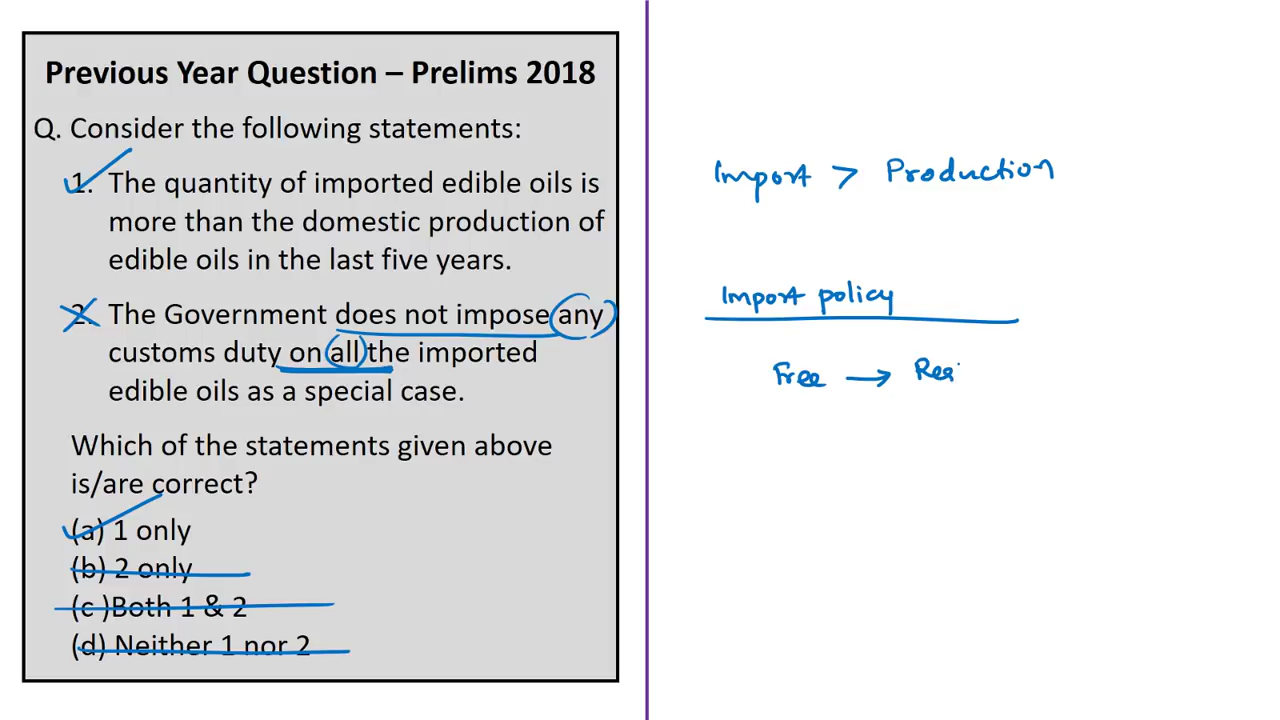 Previous Year Question – Prelims 2018
Q. Consider the following statements:
1. The quantity of imported edible oils is
more than the domestic production of
edible oils in the last five years.
2. The Government does not impose any
customs duty on all the imported
edible oils as a special case.
Which of the statements given above
is/are correct?
(a) 1 only
(b) 2 only
(c )Both 1 & 2
(d) Neither 1 nor 2
Import > Production
Import policy
Free → Res